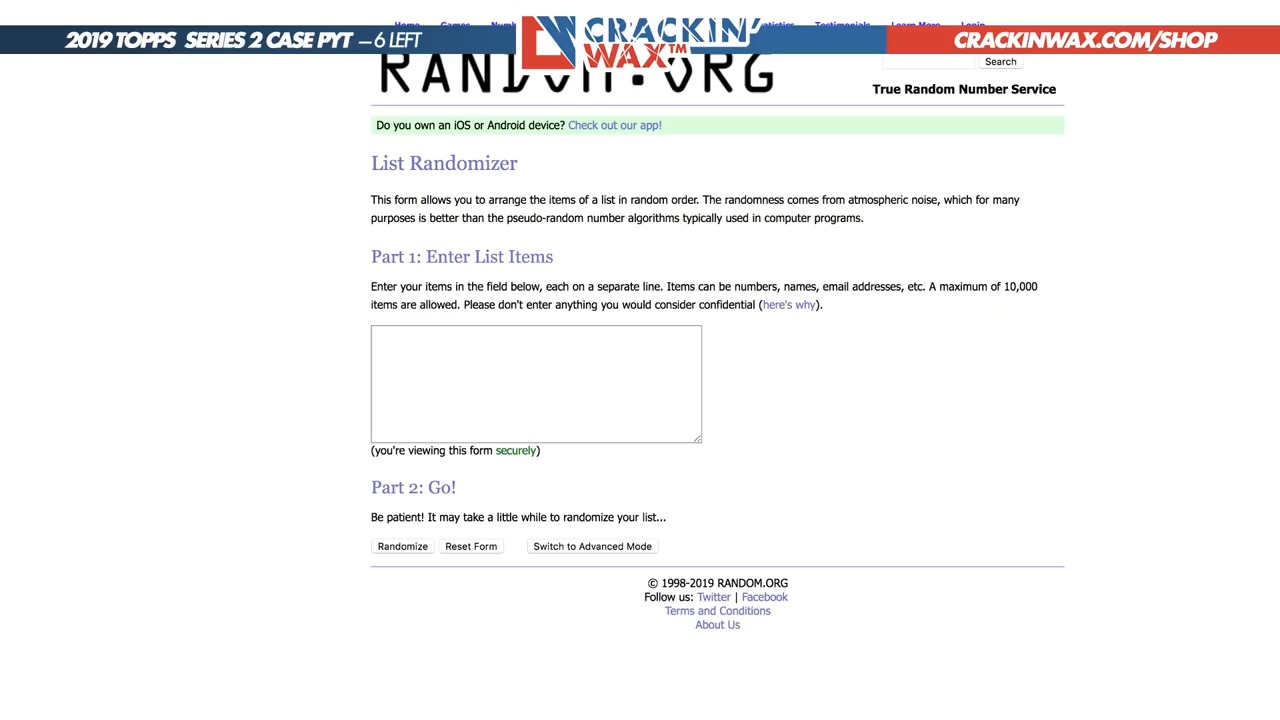 Home Games Learn More Login
2019 TOPPS SERIES 2 CASE PYT – 6 LEFT
CRACKIN' WAX™
CRACKINWAX.COM/SHOP
RANDOM.ORG
Search
True Random Number Service
Do you own an iOS or Android device? Check out our app!
List Randomizer
This form allows you to arrange the items of a list in random order. The randomness comes from atmospheric noise, which for many
purposes is better than the pseudo-random number algorithms typically used in computer programs.
Part 1: Enter List Items
Enter your items in the field below, each on a separate line. Items can be numbers, names, email addresses, etc. A maximum of 10,000
items are allowed. Please don't enter anything you would consider confidential (here's why).
(you're viewing this form securely)
Part 2: Go!
Be patient! It may take a little while to randomize your list...
Randomize Reset Form Switch to Advanced Mode
© 1998-2019 RANDOM.ORG
Follow us: Twitter | Facebook
Terms and Conditions
About Us